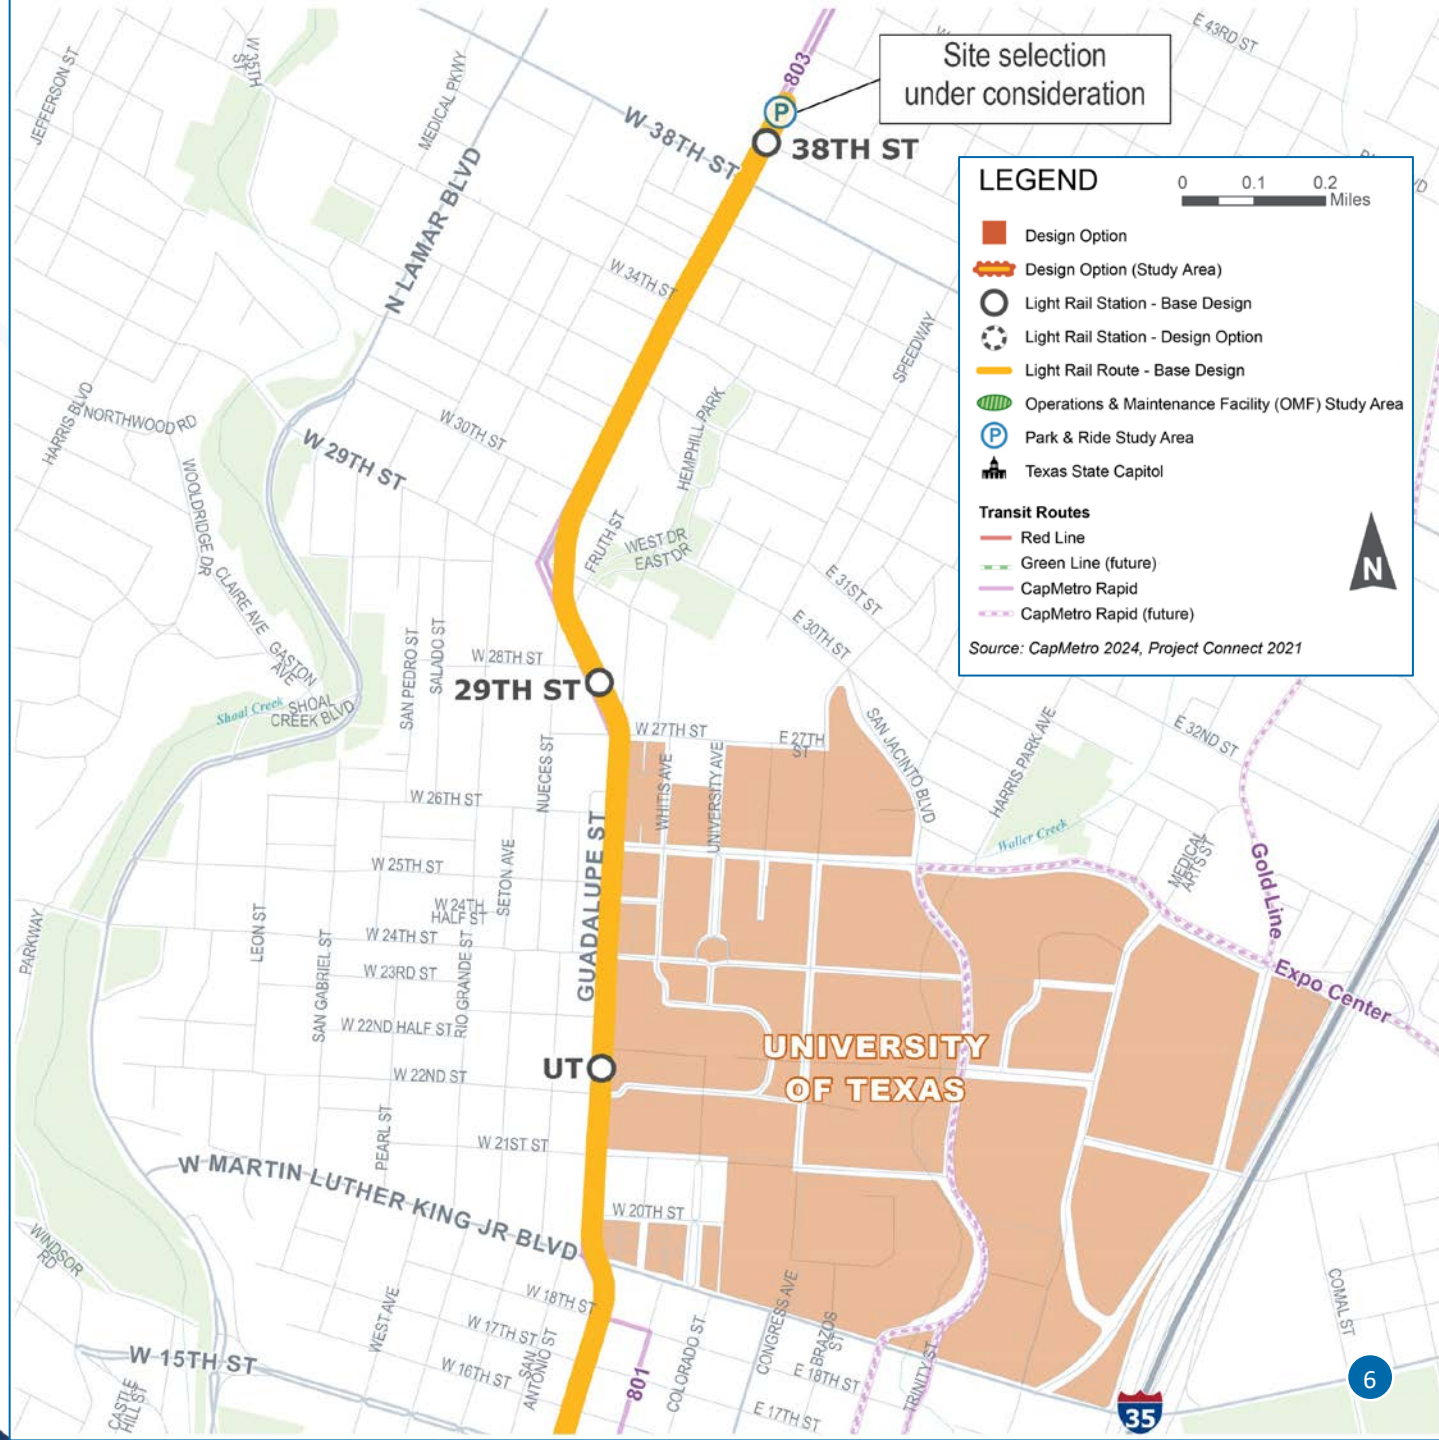 E 43RD ST
Site selection
under consideration
803
P
38TH ST
W 38TH ST
JEFFERSON ST
W 35TH
ST
MEDICAL PKWY
N LAMAR BLVD
W 34TH ST
SPEEDWAY
LEGEND
0 0.1 0.2
Miles
Design Option
Design Option (Study Area)
Light Rail Station - Base Design
Light Rail Station - Design Option
Light Rail Route - Base Design
Operations & Maintenance Facility (OMF) Study Area
P
Park & Ride Study Area
Texas State Capitol
Transit Routes
Red Line
Green Line (future)
CapMetro Rapid
CapMetro Rapid (future)
Source: CapMetro 2024, Project Connect 2021
N
HARRIS BLVD
NORTHWOOD RD
W 30TH ST
W 29TH ST
HEMPHILL PARK
WOOLDRIDGE DR
FRUTH ST
WEST DR
EAST DR
CLAIRE AVE
GASTON
AVE
E 31ST ST
E 30TH ST
SAN PEDRO ST
SALADO ST
W 28TH ST
29TH ST
Shoal Creek
SHOAL
CREEK BLVD
W 27TH ST
E 27TH
ST
SAN JACINTO BLVD
HARRIS PARK AVE
E 32ND ST
NUECES ST
WHITIS AVE
UNIVERSITY AVE
W 26TH ST
Waller Creek
MEDICAL
ARTS ST
Gold Line
GUADALUPE ST
W 25TH ST
SETON AVE
W 24TH
HALF ST
PARKWAY
LEON ST
W 24TH ST
SAN GABRIEL ST
W 23RD ST
RIO GRANDE ST
Expo Center
W 22ND HALF ST
UNIVERSITY
OF TEXAS
UT
W 22ND ST
PEARL ST
W 21ST ST
W MARTIN LUTHER KING JR BLVD
W 20TH ST
WINDSOR
RD
W 18TH ST
WEST AVE
W 17TH ST
SAN
ANTONIO ST
W 16TH ST
W 15TH ST
CASTLE
HILL ST
801
COLORADO ST
CONGRESS AVE
BRAZOS
ST
E 18TH ST
E 17TH ST
TRINITY ST
COMAL ST
35
6